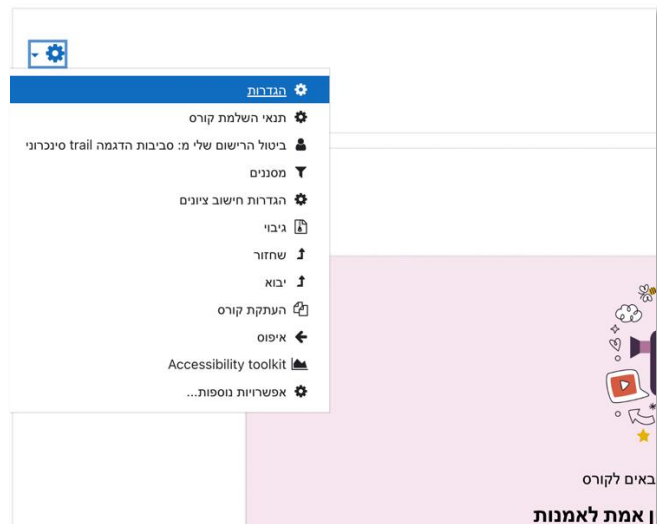 הגדרות
תנאי השלמת קורס
ביטול הרישום שלי מ: סביבות הדגמה trail סינכרוני
מסננים
הגדרות חישוב ציונים
גיבוי
שחזור
יבוא
העתקת קורס
איפוס
Accessibility toolkit
אפשרויות נוספות...
באים לקורס
ן אמת לאמנות